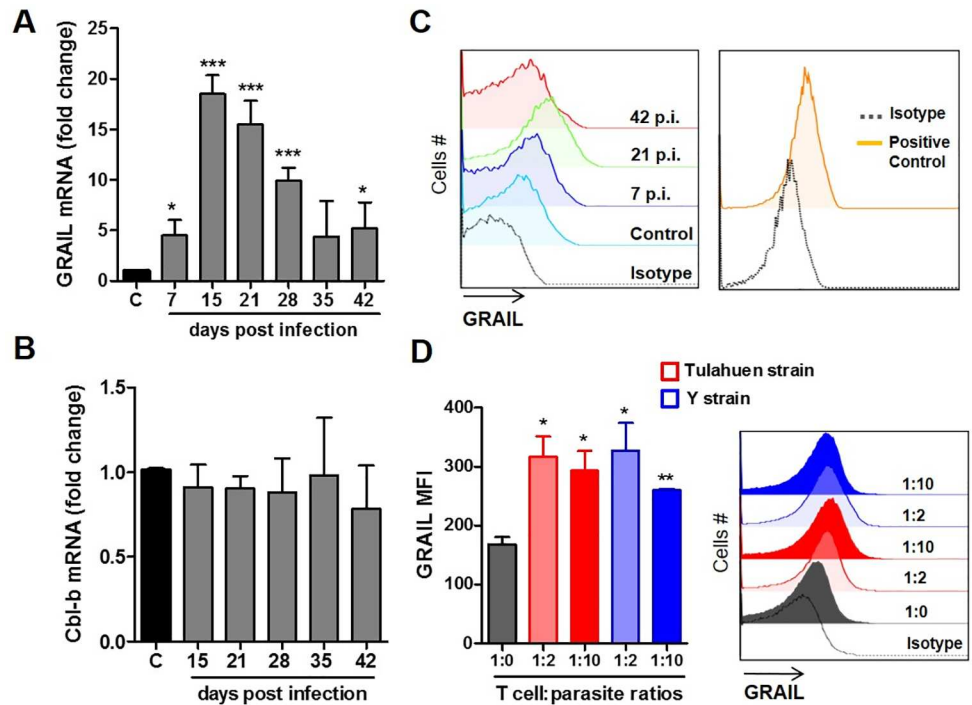 A
GRAIL mRNA (fold change)
25
20
15
10
5
0
***
***
***
*
*
C 7 15 21 28 35 42
days post infection
B
Cbl-b mRNA (fold change)
1.5
1.0
0.5
0.0
C 15 21 28 35 42
days post infection
C
Cells #
42 p.i.
21 p.i.
7 p.i.
Control
Isotype
GRAIL
Isotype
Positive
Control
D
Tulahuen strain
Y strain
GRAIL MFI
400
300
200
100
0
*
*
*
**
1:0 1:2 1:10 1:2 1:10
T cell:parasite ratios
Cells #
1:10
1:2
1:10
1:2
1:0
Isotype
GRAIL